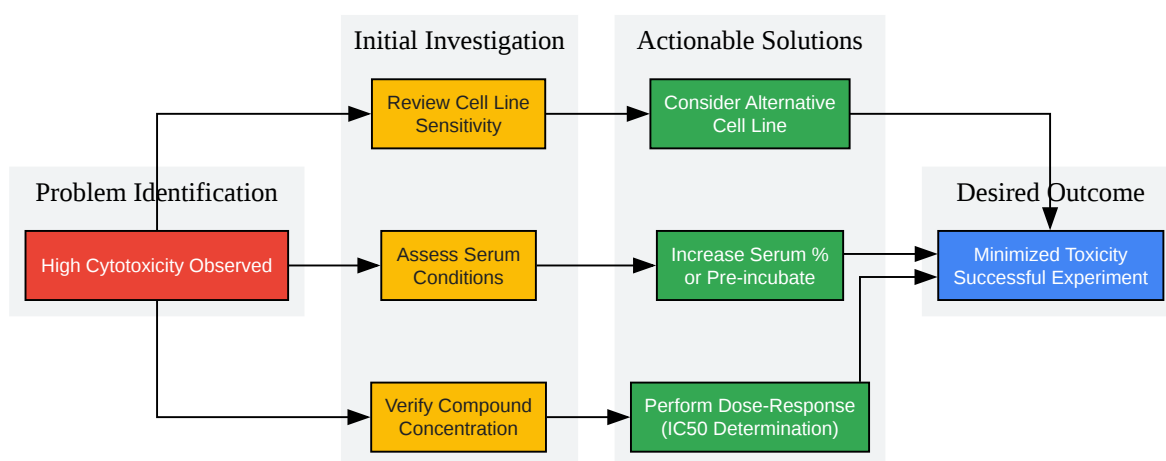 Initial Investigation
Actionable Solutions
Review Cell Line
Sensitivity
Consider Alternative
Cell Line
Problem Identification
Desired Outcome
High Cytotoxicity Observed
Assess Serum
Conditions
Increase Serum %
or Pre-incubate
Minimized Toxicity
Successful Experiment
Verify Compound
Concentration
Perform Dose-Response
(IC50 Determination)